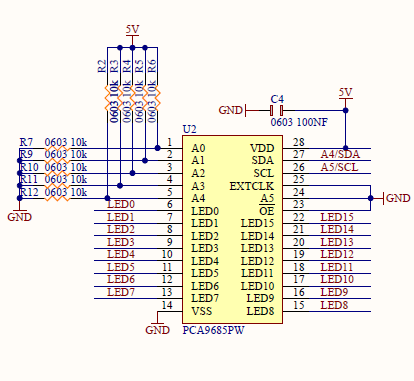 5V
R2 R3 R4 R5 R6
0603 10k 0603 10k 0603 10k 0603 10k
5V
C4
GND
0603 100NF
U2
R7 0603 10k 1 A0 VDD 28
R9 0603 10k 2 A1 SDA 27 A4/SDA
R10 0603 10k 3 A2 SCL 26 A5/SCL
R11 0603 10k 4 A3 EXTCLK 25
R12 0603 10k 5 A4 A5 24 GND
GND
LED0 6 LED0 OE 23
LED1 7 LED1 LED15 22 LED15
LED2 8 LED2 LED14 21 LED14
LED3 9 LED3 LED13 20 LED13
LED4 10 LED4 LED12 19 LED12
LED5 11 LED5 LED11 18 LED11
LED6 12 LED6 LED10 17 LED10
LED7 13 LED7 LED9 16 LED9
14 VSS LED8 15 LED8
GND
PCA9685PW